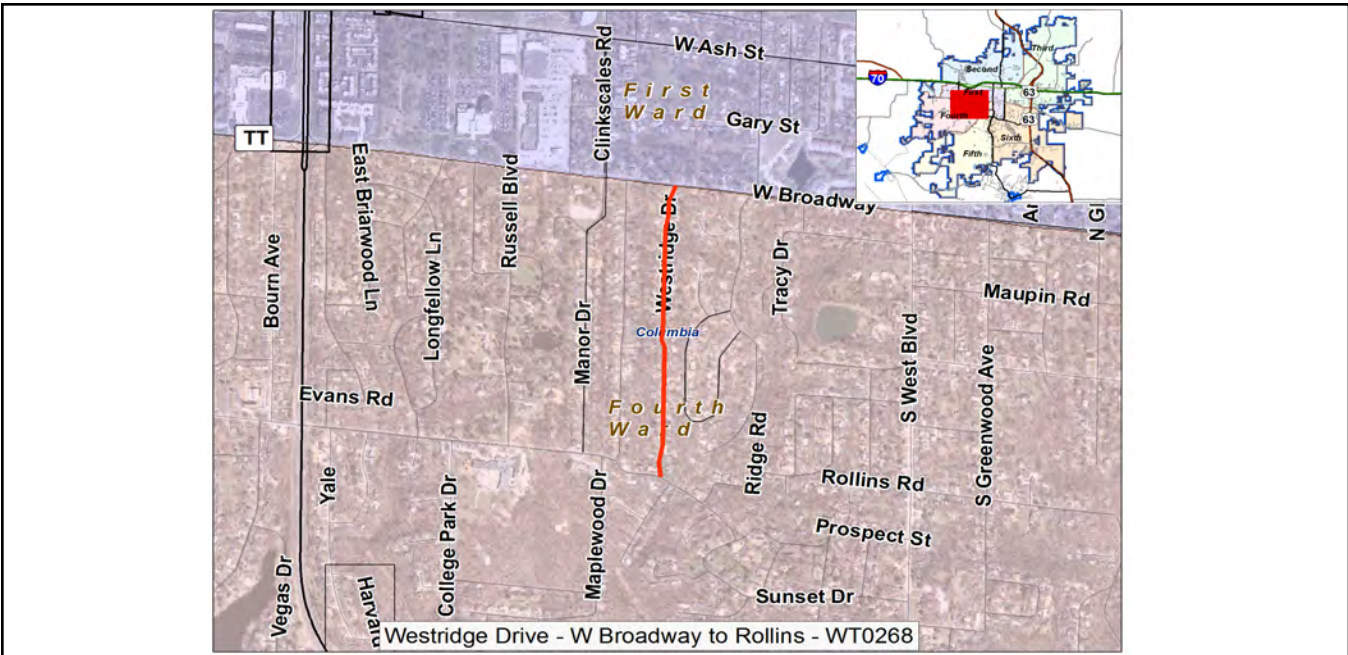 W Ash St
First
Ward
Clinkscales Rd
Gary St
TT
East Briarwood Ln
Bourn Ave
Longfellow Ln
Russell Blvd
Westridge Dr
W Broadway
N Gl
Tracy Dr
Maupin Rd
Manor Dr
Columbia
S West Blvd
S Greenwood Ave
Evans Rd
Fourth
Ward
Ridge Rd
Rollins Rd
Yale
College Park Dr
Maplewood Dr
Prospect St
Vegas Dr
Harvard
Sunset Dr
Westridge Drive - W Broadway to Rollins - WT0268
Third
Second
70
First
63
Fourth
63
Sixth
Fifth